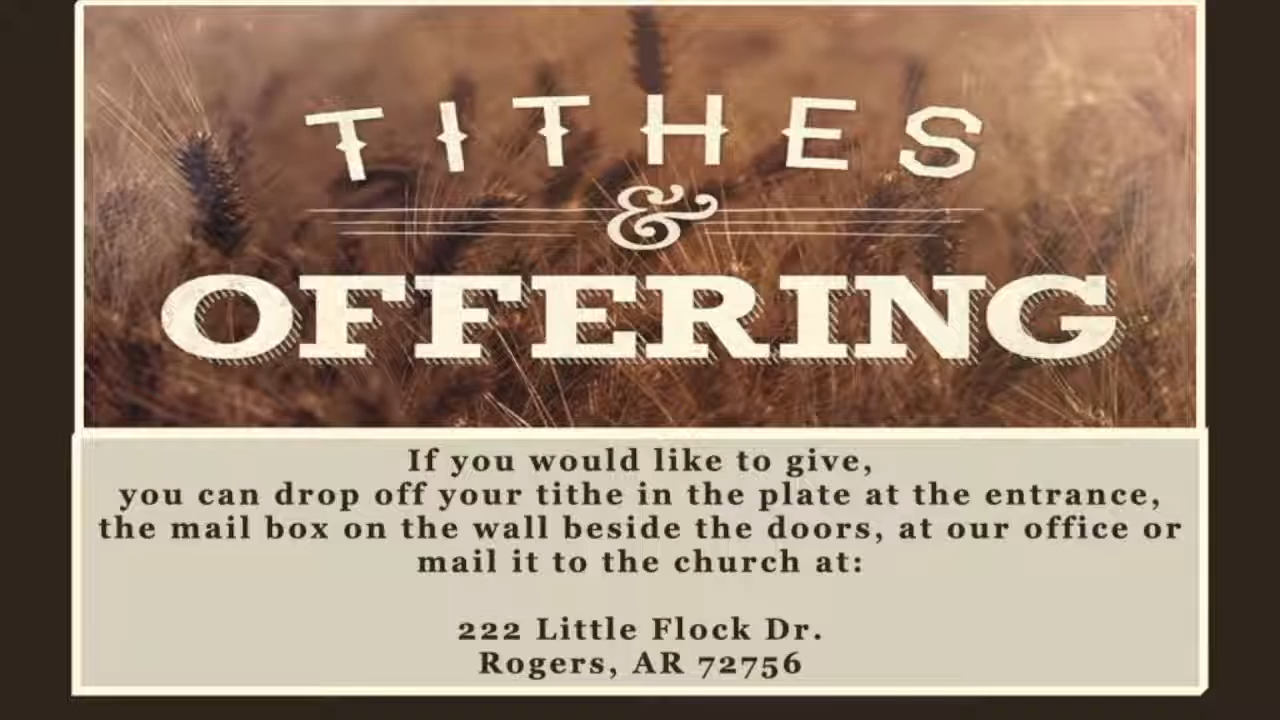 TITHES
&
OFFERING
If you would like to give,
you can drop off your tithe in the plate at the entrance,
the mail box on the wall beside the doors, at our office or
mail it to the church at:
222 Little Flock Dr.
Rogers, AR 72756